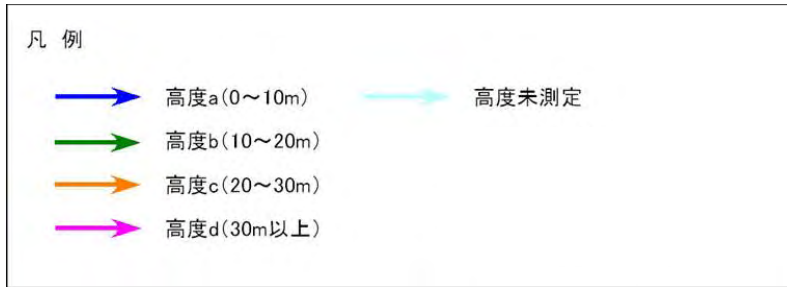 凡 例
高度a(0～10m) 高度未測定
高度b(10～20m)
高度c(20～30m)
高度d(30m以上)